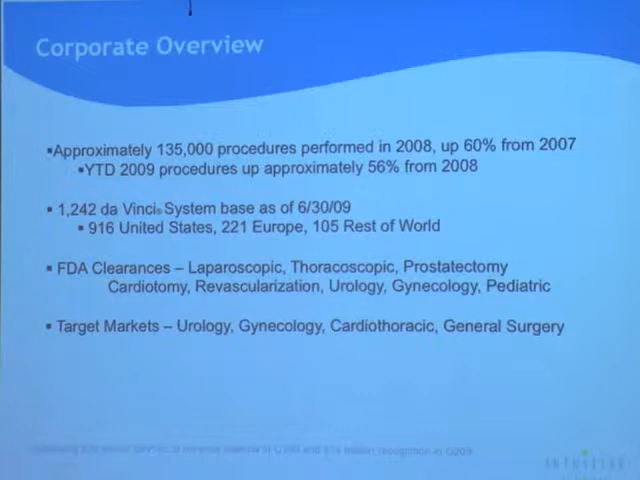 Corporate Overview
▪Approximately 135,000 procedures performed in 2008, up 60% from 2007
▪YTD 2009 procedures up approximately 56% from 2008
▪ 1,242 da Vinci® System base as of 6/30/09
▪ 916 United States, 221 Europe, 105 Rest of World
▪ FDA Clearances – Laparoscopic, Thoracoscopic, Prostatectomy
Cardiotomy, Revascularization, Urology, Gynecology, Pediatric
▪ Target Markets – Urology, Gynecology, Cardiothoracic, General Surgery
INTUITIVE